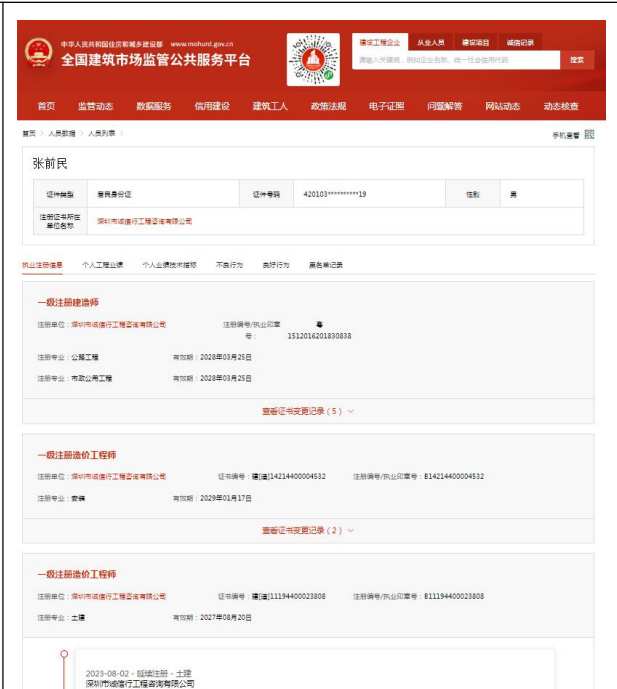 中华人民共和国住房和城乡建设部 www.mohurd.gov.cn
全国建筑市场监管公共服务平台
建设工程企业 从业人员 建设项目 诚信记录
请输入关键词，例如企业名称、统一社会信用代码 搜索
首页 监管动态 数据服务 信用建设 建筑工人 政策法规 电子证照 问题解答 网站动态 动态核查
首页 > 人员数据 > 人员列表 > 手机查看
张前民
证件类型 居民身份证 证件号码 420103**********19 性别 男
注册证书所在单位名称 深圳市诚信行工程咨询有限公司
执业注册信息 个人工程业绩 个人业绩技术指标 不良行为 良好行为 黑名单记录
一级注册建造师
注册单位：深圳市诚信行工程咨询有限公司 注册编号/执业印章号：粤1512016201830838
注册专业：公路工程 有效期：2028年03月25日
注册专业：市政公用工程 有效期：2028年03月25日
查看证书变更记录（5）
一级注册造价工程师
注册单位：深圳市诚信行工程咨询有限公司 证书编号：建[造]14214400004532 注册编号/执业印章号：B14214400004532
注册专业：安装 有效期：2029年01月17日
查看证书变更记录（2）
一级注册造价工程师
注册单位：深圳市诚信行工程咨询有限公司 证书编号：建[造]11194400023808 注册编号/执业印章号：B11194400023808
注册专业：土建 有效期：2027年08月20日
2023-08-02 - 延续注册 - 土建
深圳市诚信行工程咨询有限公司